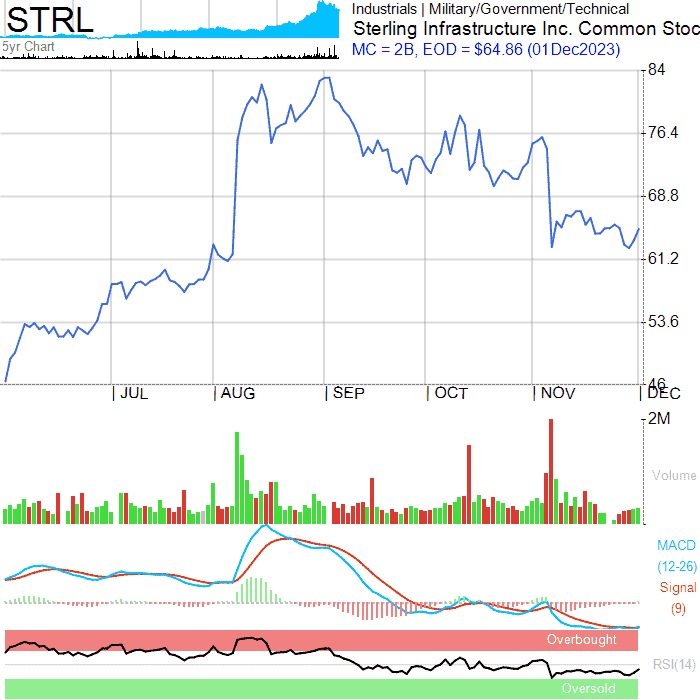 STRL
5yr Chart
Industrials | Military/Government/Technical
Sterling Infrastructure Inc. Common Stoc
MC = 2B, EOD = $64.86 (01Dec2023)
84
76.4
68.8
61.2
53.6
46
JUL AUG SEP OCT NOV DEC
2M
Volume
MACD
(12-26)
Signal
(9)
Overbought
RSI(14)
Oversold